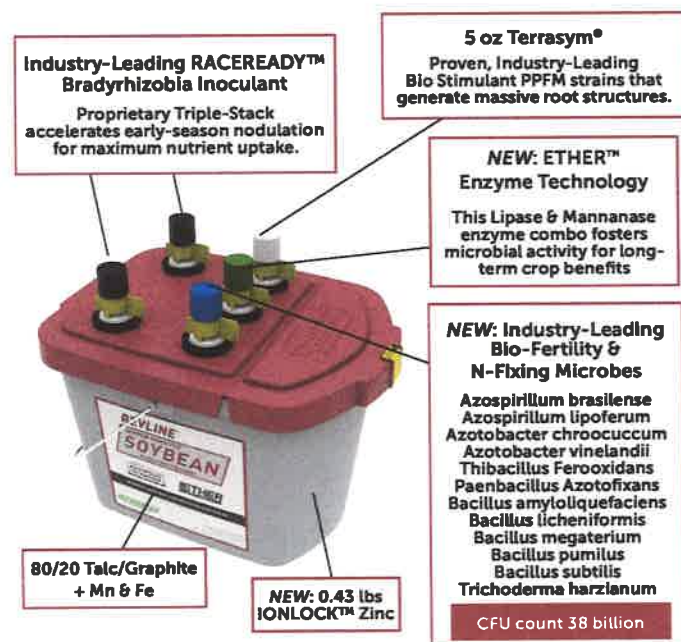 Industry-Leading RACEREADY™
Bradyrhizobia Inoculant
Proprietary Triple-Stack
accelerates early-season nodulation
for maximum nutrient uptake.
5 oz Terrasym®
Proven, Industry-Leading
Bio Stimulant PPFM strains that
generate massive root structures.
NEW: ETHER™
Enzyme Technology
This Lipase & Mannanase
enzyme combo fosters
microbial activity for long-
term crop benefits
NEW: Industry-Leading
Bio-Fertility &
N-Fixing Microbes
Azospirillum brasilense
Azospirillum lipoferum
Azotobacter chroocuccum
Azotobacter vinelandii
Thibacillus Ferooxidans
Paenbacillus Azotofixans
Bacillus amyloliquefaciens
Bacillus licheniformis
Bacillus megaterium
Bacillus pumilus
Bacillus subtilis
Trichoderma harzianum
CFU count 38 billion
REVLINE
SOYBEAN
ETHER
80/20 Talc/Graphite
+ Mn & Fe
NEW: 0.43 lbs
IONLOCK™ Zinc